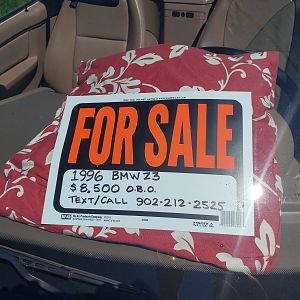 FOR SALE
1996 BMW Z3
$8,500 O.B.O.
TEXT/CALL 902-212-2525